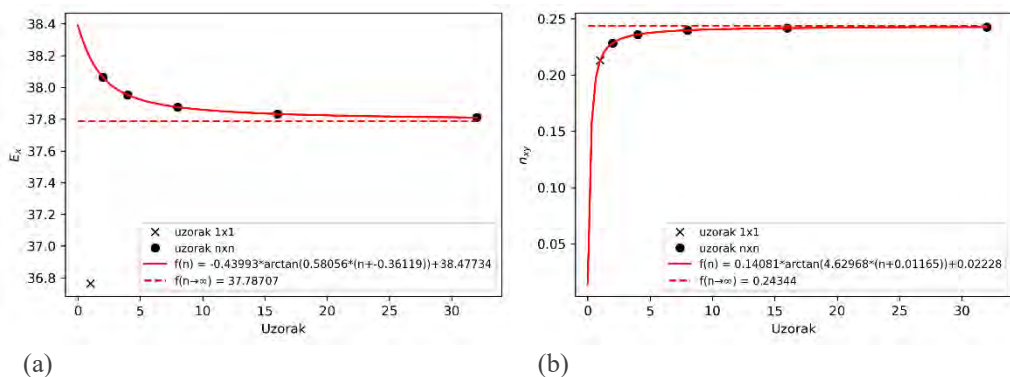 38.4
38.2
38.0
37.8
37.6
37.4
37.2
37.0
36.8
Ex
0 5 10 15 20 25 30
Uzorak
× uzorak 1x1
● uzorak nxn
f(n) = -0.43993*arctan(0.58056*(n+-0.36119))+38.47734
f(n→∞) = 37.78707
(a)
0.25
0.20
0.15
0.10
0.05
nxy
0 5 10 15 20 25 30
Uzorak
× uzorak 1x1
● uzorak nxn
f(n) = 0.14081*arctan(4.62968*(n+0.01165))+0.02228
f(n→∞) = 0.24344
(b)